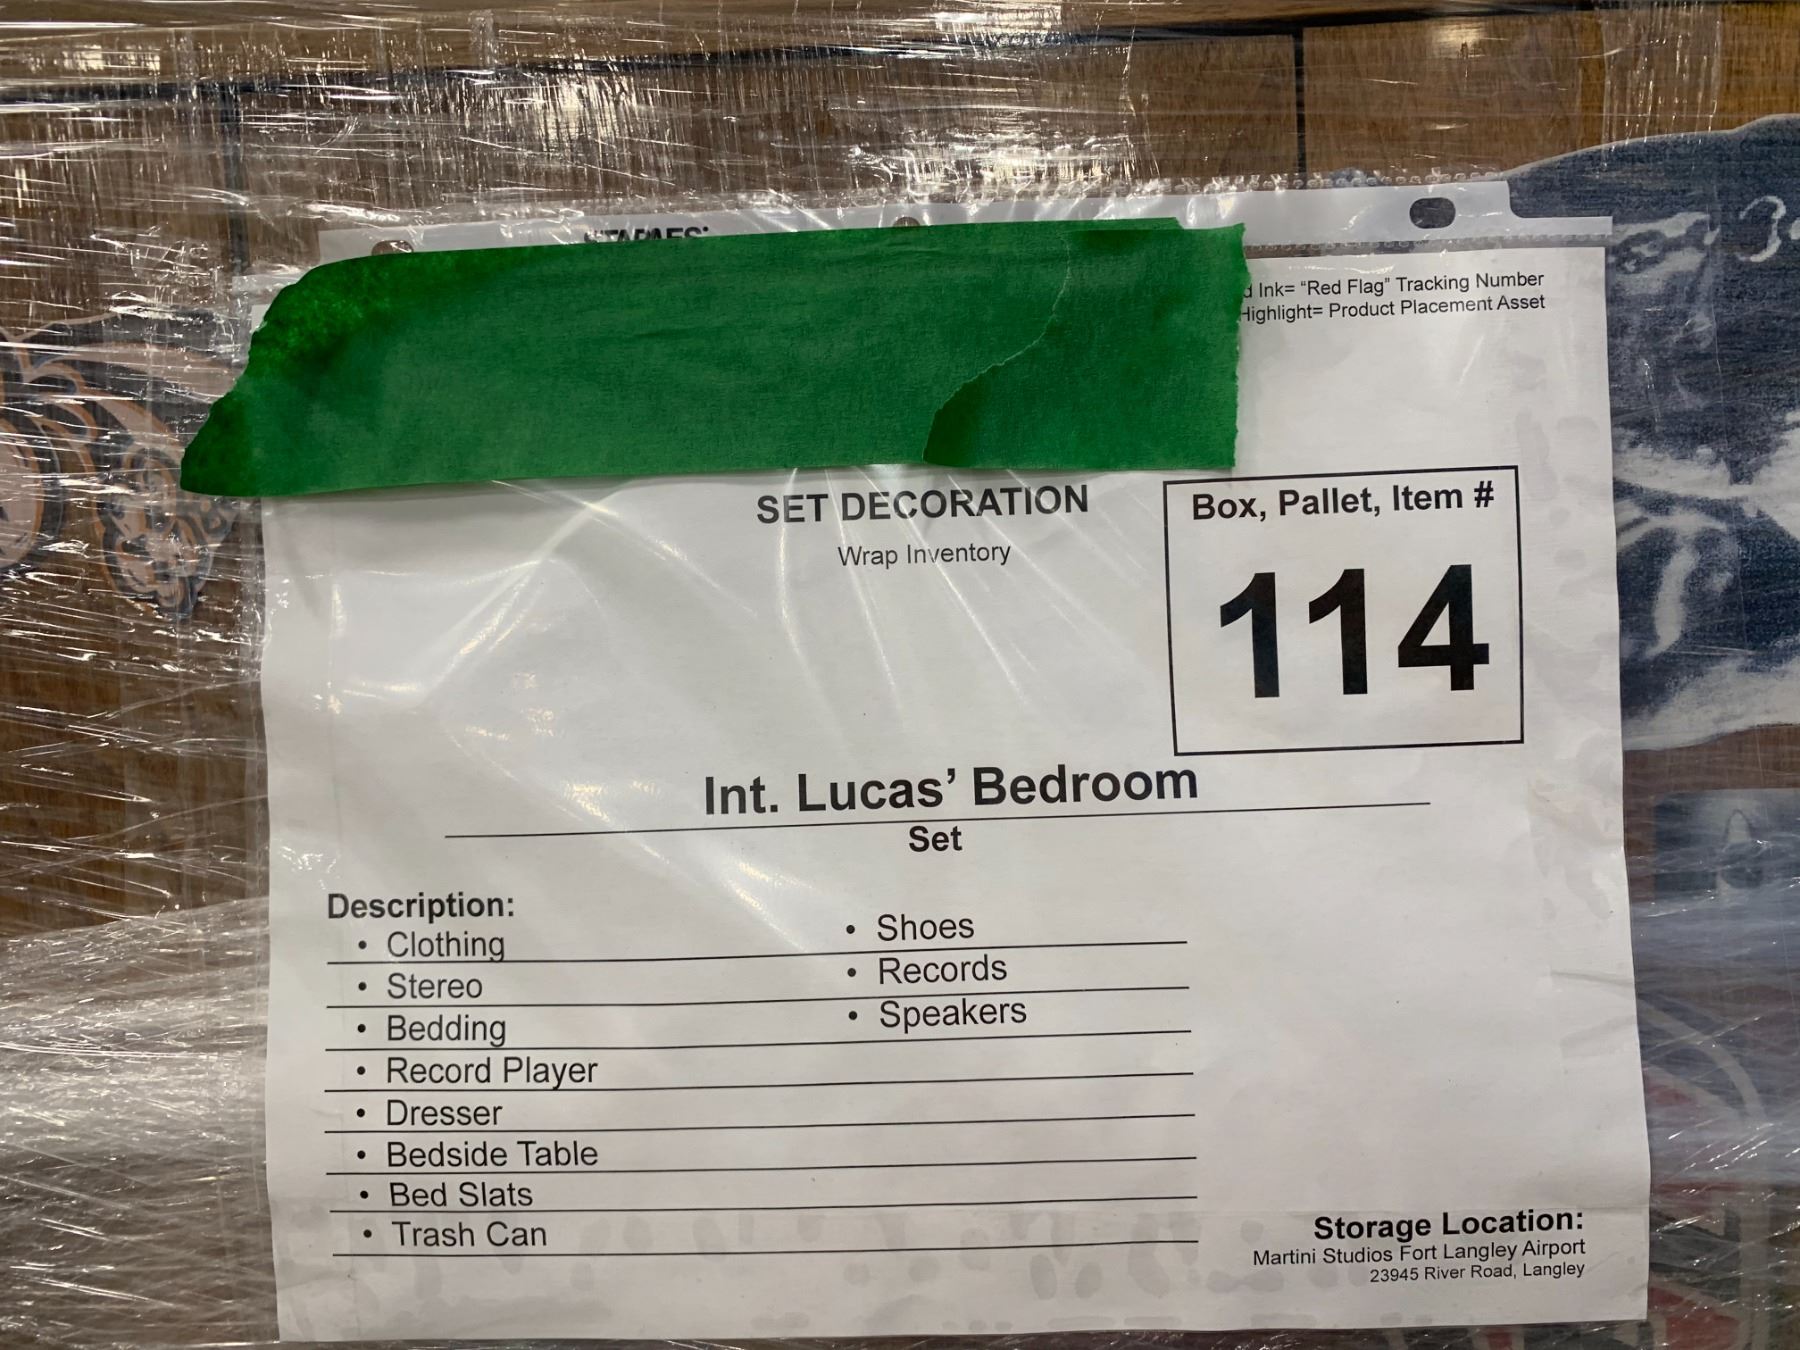 STAPLES
Ink= "Red Flag" Tracking Number
Highlight= Product Placement Asset
SET DECORATION
Wrap Inventory
Box, Pallet, Item #
114
Int. Lucas’ Bedroom
Set
Description:
• Clothing
• Stereo
• Bedding
• Record Player
• Dresser
• Bedside Table
• Bed Slats
• Trash Can
• Shoes
• Records
• Speakers
Storage Location:
Martini Studios Fort Langley Airport
23945 River Road, Langley